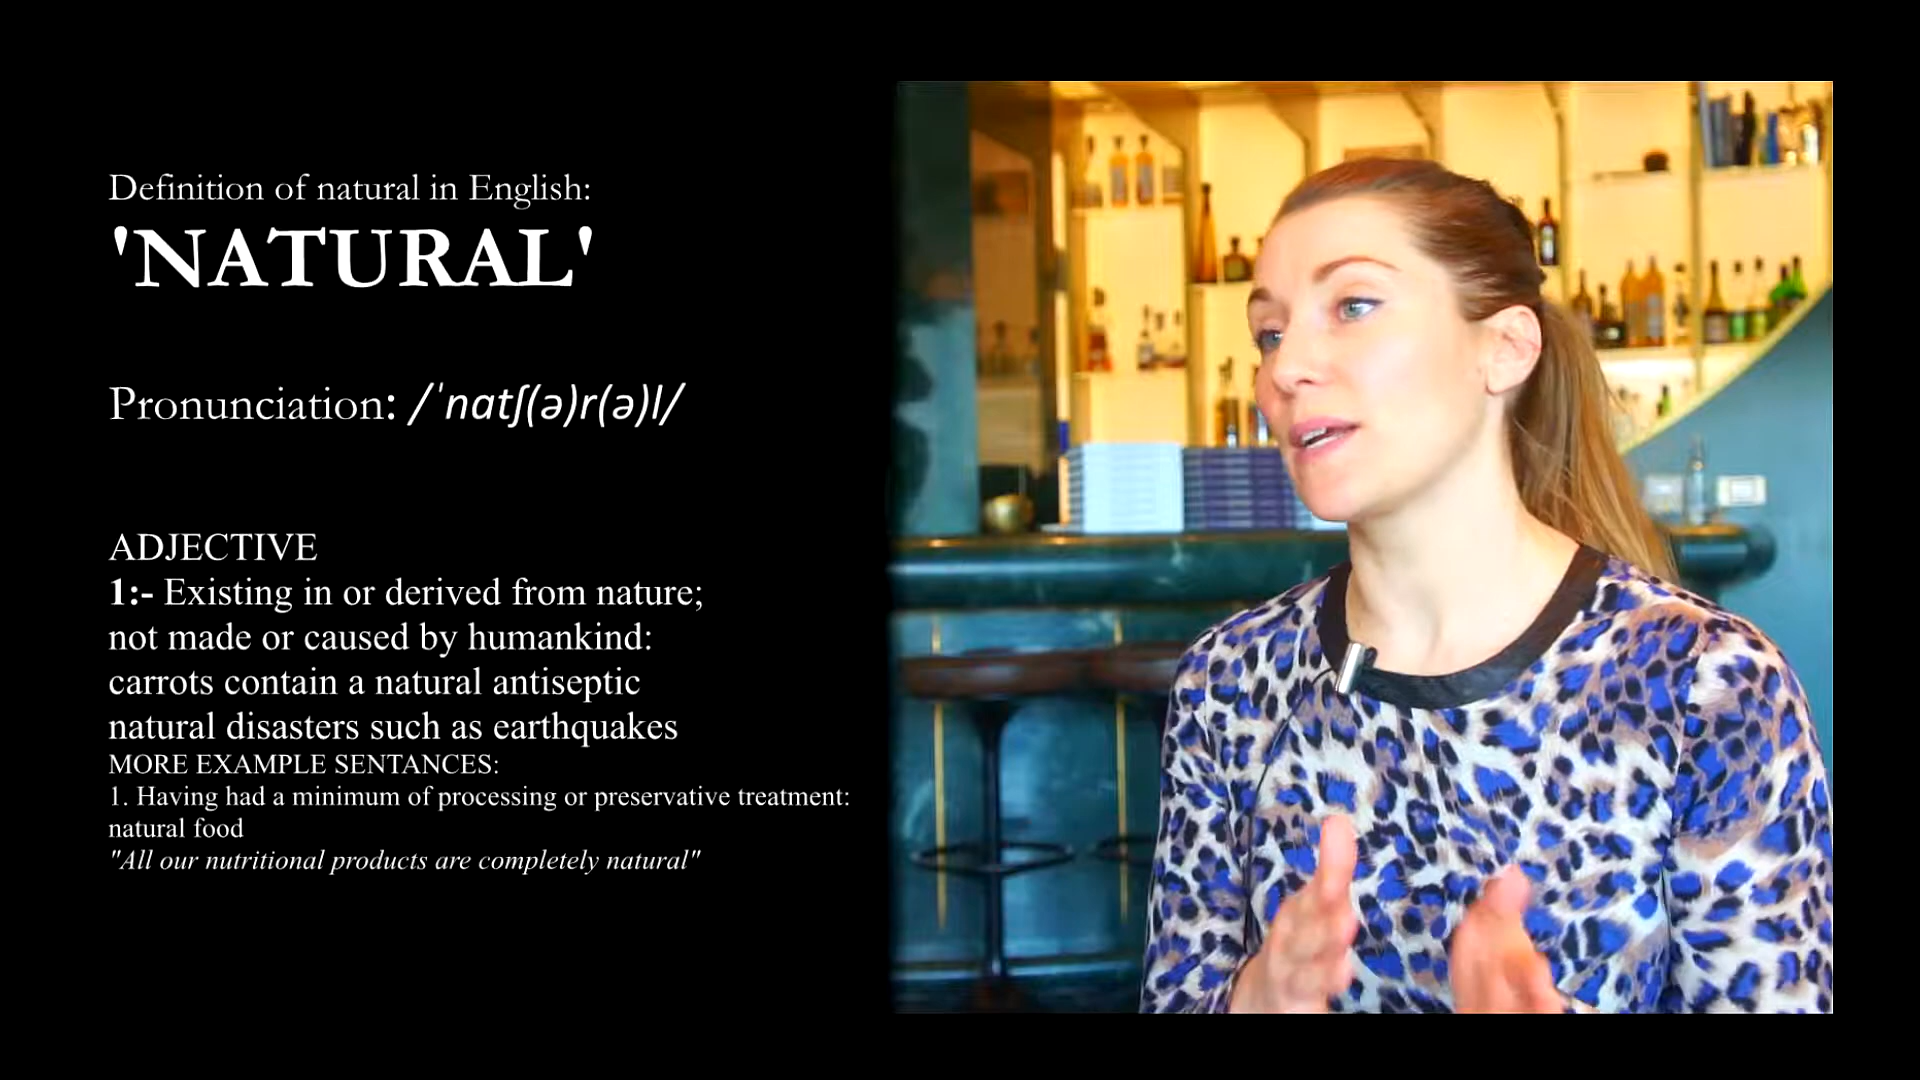 Definition of natural in English:
'NATURAL'
Pronunciation: /ˈnatʃ(ə)r(ə)l/
ADJECTIVE
1:- Existing in or derived from nature;
not made or caused by humankind:
carrots contain a natural antiseptic
natural disasters such as earthquakes
MORE EXAMPLE SENTANCES:
1. Having had a minimum of processing or preservative treatment:
natural food
"All our nutritional products are completely natural"